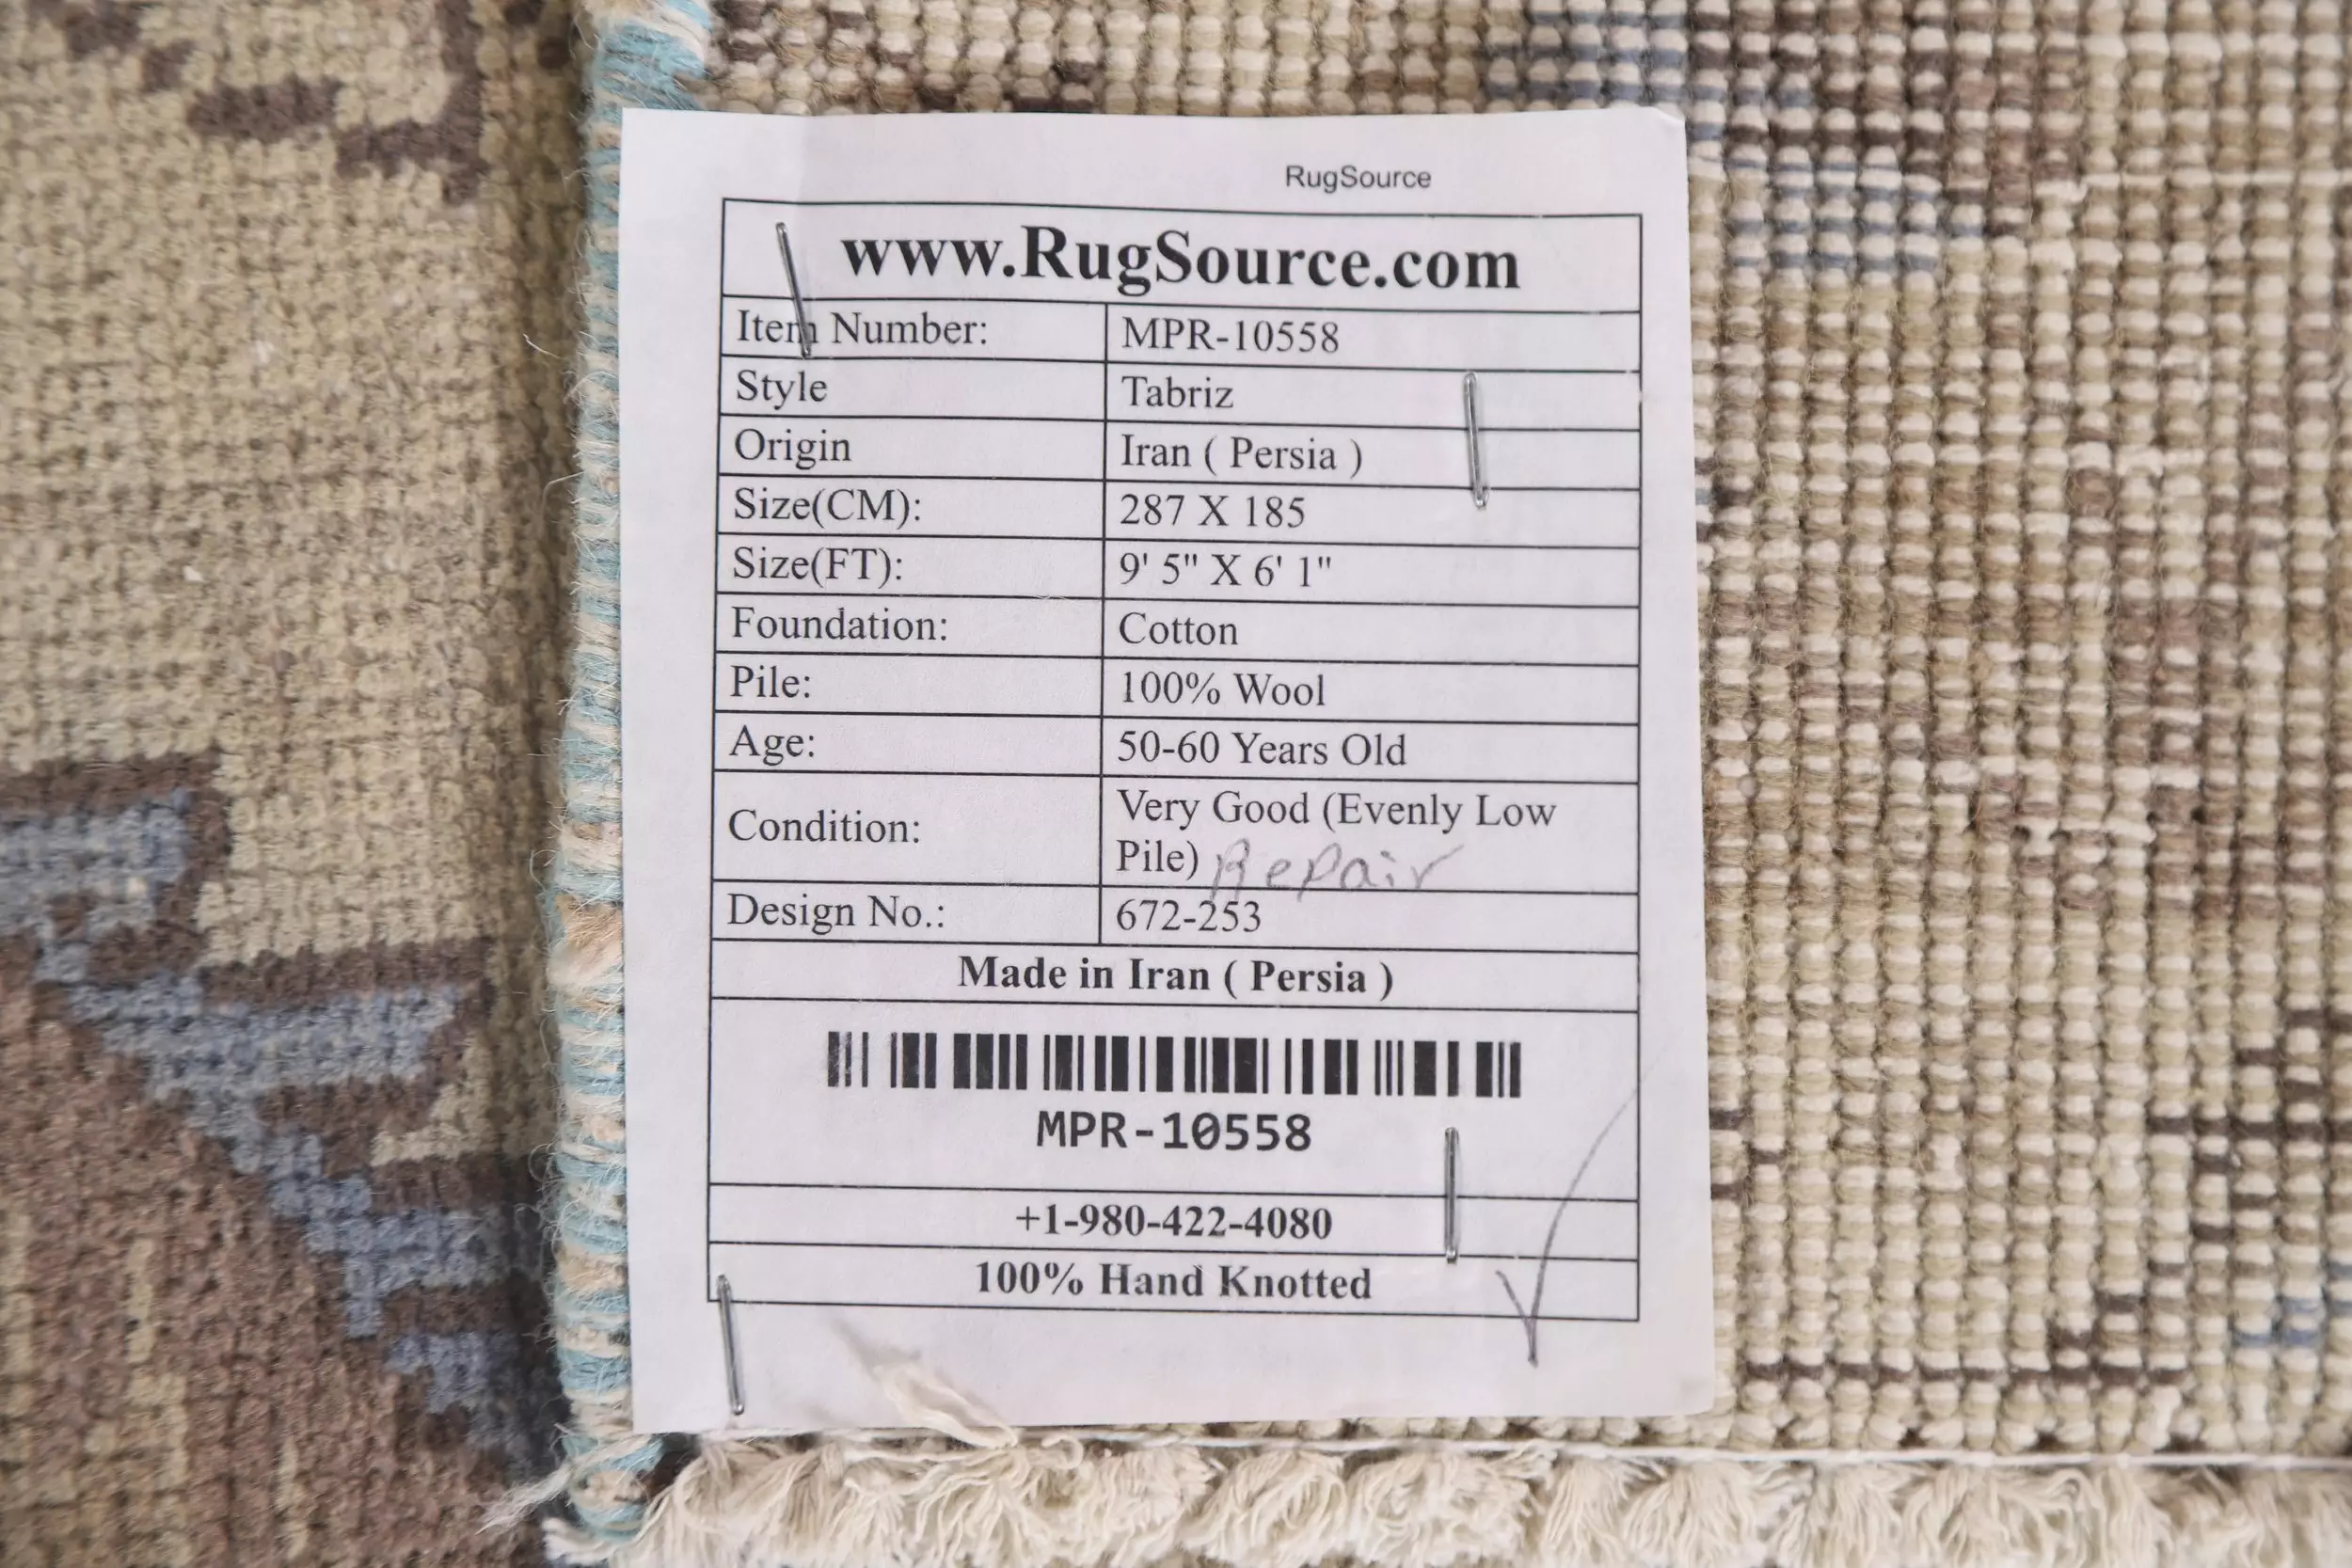 RugSource
www.RugSource.com
Item Number: MPR-10558
Style Tabriz
Origin Iran ( Persia )
Size(CM): 287 X 185
Size(FT): 9' 5" X 6' 1"
Foundation: Cotton
Pile: 100% Wool
Age: 50-60 Years Old
Condition: Very Good (Evenly Low
Pile) Repair
Design No.: 672-253
Made in Iran ( Persia )
MPR-10558
+1-980-422-4080
100% Hand Knotted